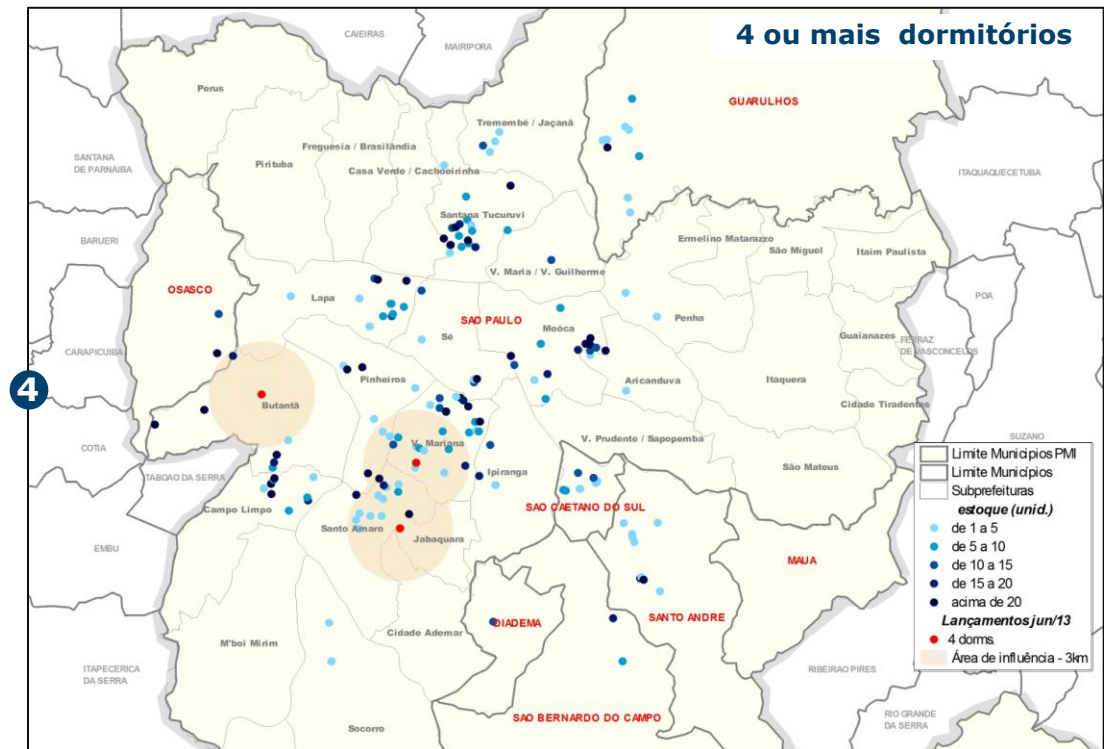 4 ou mais dormitórios
CAIEIRAS
MAIRIPORA
Perus
GUARULHOS
Tremembé / Jaçanã
Freguesia / Brasilândia
SANTANA
DE PARNAIBA
Pirituba
Casa Verde / Cachoeirinha
ITAQUAQUECETUBA
Santana Tucuruvi
BARUERI
Ermelino Matarazzo
São Miguel
Itaim Paulista
V. Maria / V. Guilherme
OSASCO
POA
Lapa
SAO PAULO
Penha
Moóca
Sé
Guaianazes
FERRAZ
DE VASCONCELOS
CARAPICUIBA
Pinheiros
Aricanduva
Itaquera
4
Butantã
Cidade Tiradentes
SUZANO
COTIA
V. Mariana
V. Prudente / Sapopemba
TABOAO DA SERRA
Ipiranga
São Mateus
Campo Limpo
SAO CAETANO DO SUL
Santo Amaro
Jabaquara
EMBU
MAUA
DIADEMA
SANTO ANDRE
M'boi Mirim
Cidade Ademar
ITAPECERICA
DA SERRA
RIBEIRAO PIRES
SAO BERNARDO DO CAMPO
RIO GRANDE
DA SERRA
Socorro
Limite Municípios PMI
Limite Municípios
Subprefeituras
estoque (unid.)
de 1 a 5
de 5 a 10
de 10 a 15
de 15 a 20
acima de 20
Lançamentos jun/13
4 dorms.
Área de influência - 3km